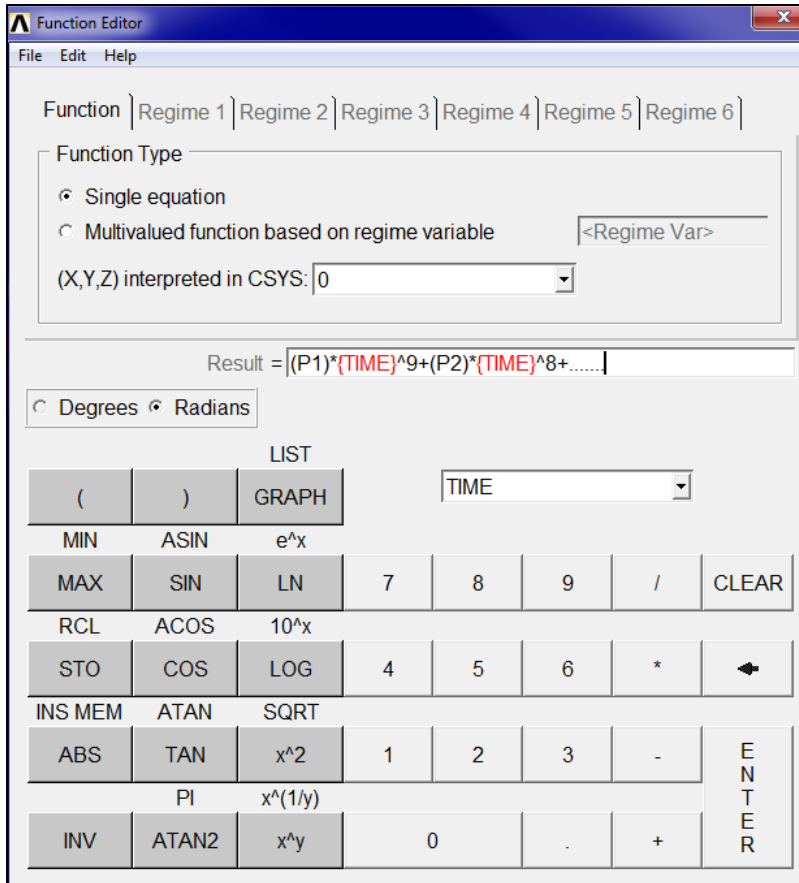 Function Editor
x
File Edit Help
Function Regime 1 Regime 2 Regime 3 Regime 4 Regime 5 Regime 6
Function Type
Single equation
Multivalued function based on regime variable <Regime Var>
(X,Y,Z) interpreted in CSYS: 0
Result = (P1)*{TIME}^9+(P2)*{TIME}^8+.......
Degrees Radians
LIST
( ) GRAPH TIME
MIN ASIN e^x
MAX SIN LN 7 8 9 / CLEAR
RCL ACOS 10^x
STO COS LOG 4 5 6 *
INS MEM ATAN SQRT
ABS TAN x^2 1 2 3 - ENTER
PI x^(1/y)
INV ATAN2 x^y 0 . +